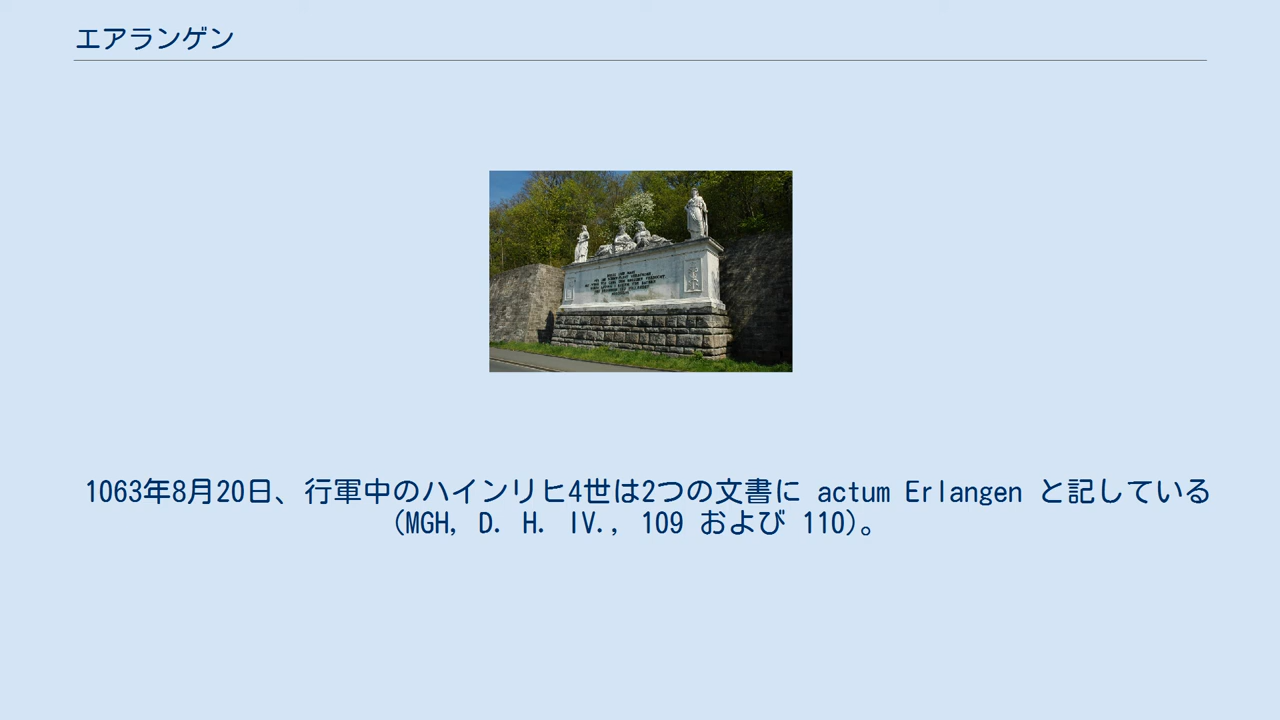 エアランゲン
1063年8月20日、行軍中のハインリヒ4世は2つの文書に actum Erlangen と記している
(MGH, D. H. IV., 109 および 110)。